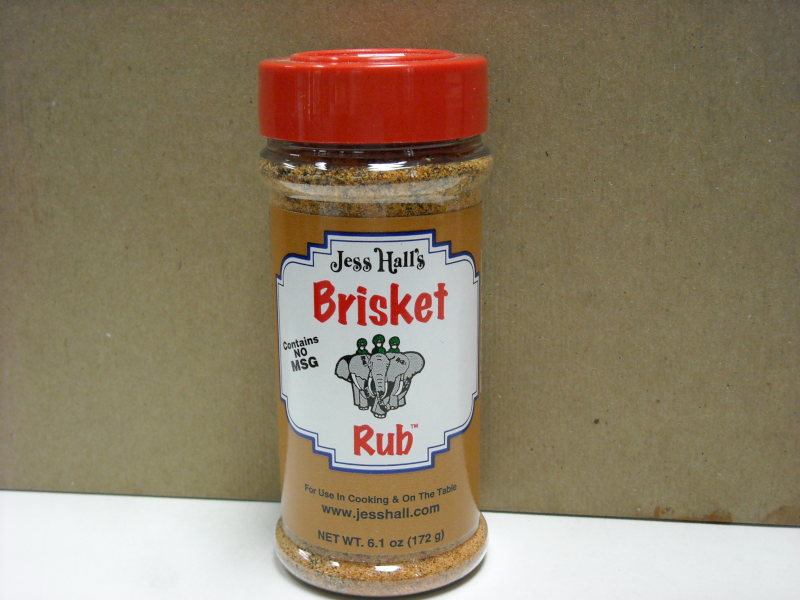 Jess Hall's
Brisket
Contains
NO
MSG
Rub™
For Use In Cooking & On The Table
www.jesshall.com
NET WT. 6.1 oz (172 g)